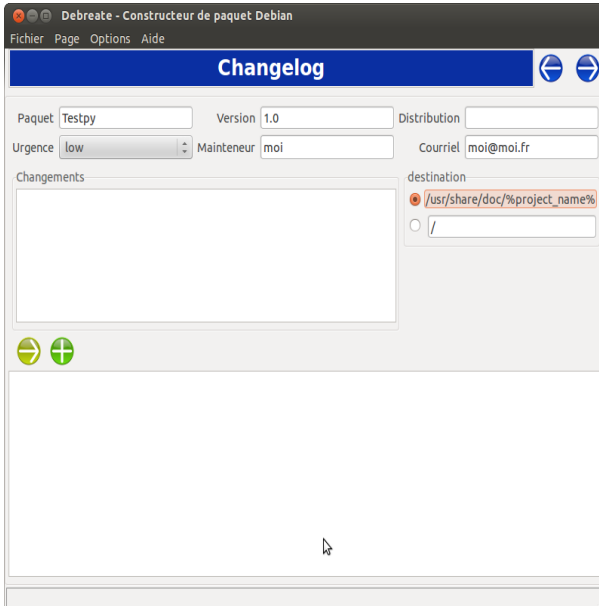 Debreate - Constructeur de paquet Debian
Fichier Page Options Aide
Changelog
Paquet Testpy Version 1.0 Distribution
Urgence low Mainteneur moi Courriel moi@moi.fr
Changements destination
/usr/share/doc/%project_name%
/